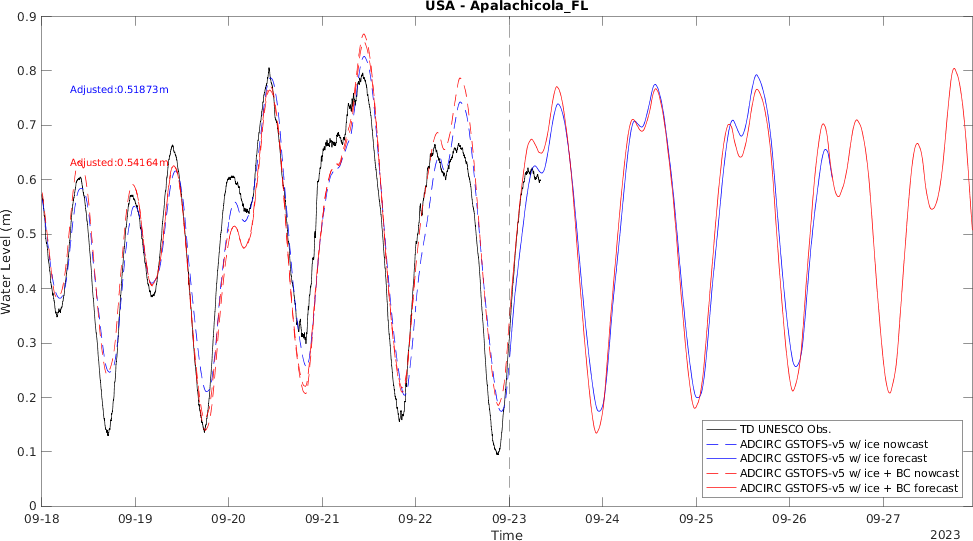 USA - Apalachicola_FL
0.9
0.8
0.7
0.6
0.5
0.4
0.3
0.2
0.1
0
Water Level (m)
Adjusted:0.51873m
Adjusted:0.54164m
TD UNESCO Obs.
ADCIRC GSTOFS-v5 w/ ice nowcast
ADCIRC GSTOFS-v5 w/ ice forecast
ADCIRC GSTOFS-v5 w/ ice + BC nowcast
ADCIRC GSTOFS-v5 w/ ice + BC forecast
09-18 09-19 09-20 09-21 09-22 09-23 09-24 09-25 09-26 09-27
Time
2023